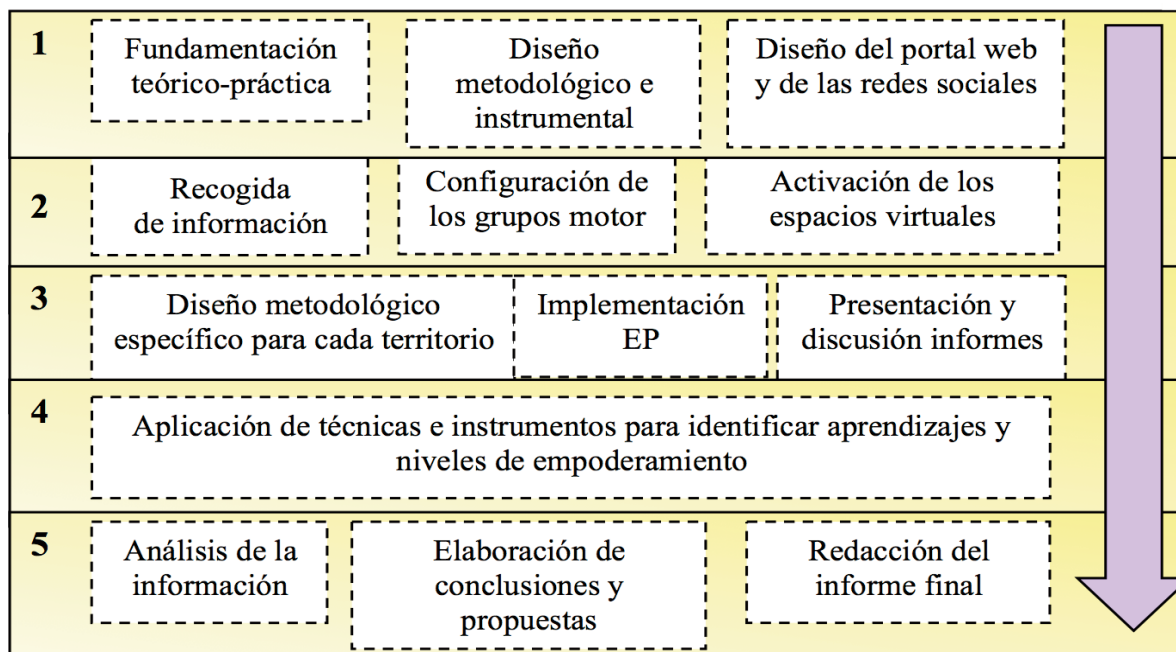 1
Fundamentación
teórico-práctica
Diseño
metodológico e
instrumental
Diseño del portal web
y de las redes sociales
2
Recogida
de información
Configuración de
los grupos motor
Activación de los
espacios virtuales
3
Diseño metodológico
específico para cada territorio
Implementación
EP
Presentación y
discusión informes
4
Aplicación de técnicas e instrumentos para identificar aprendizajes y
niveles de empoderamiento
5
Análisis de la
información
Elaboración de
conclusiones y
propuestas
Redacción del
informe final